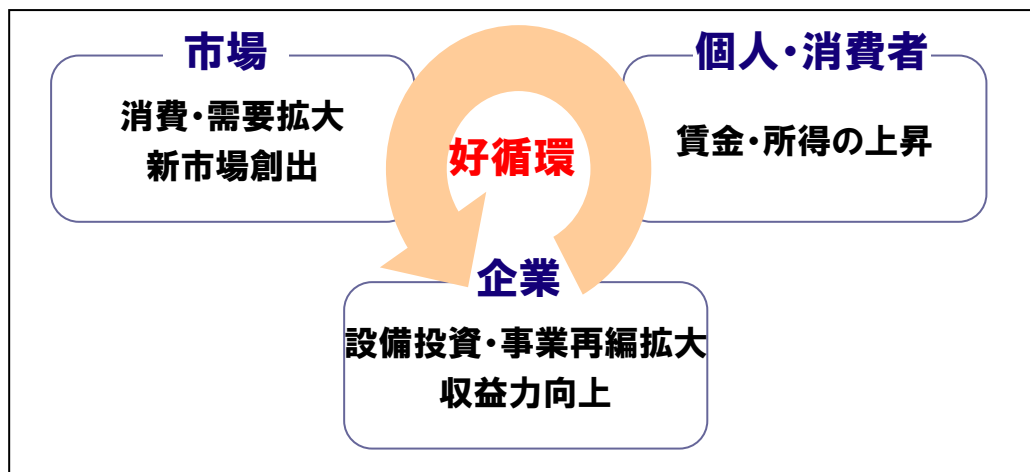 市場
消費・需要拡大
新市場創出
好循環
個人・消費者
賃金・所得の上昇
企業
設備投資・事業再編拡大
収益力向上